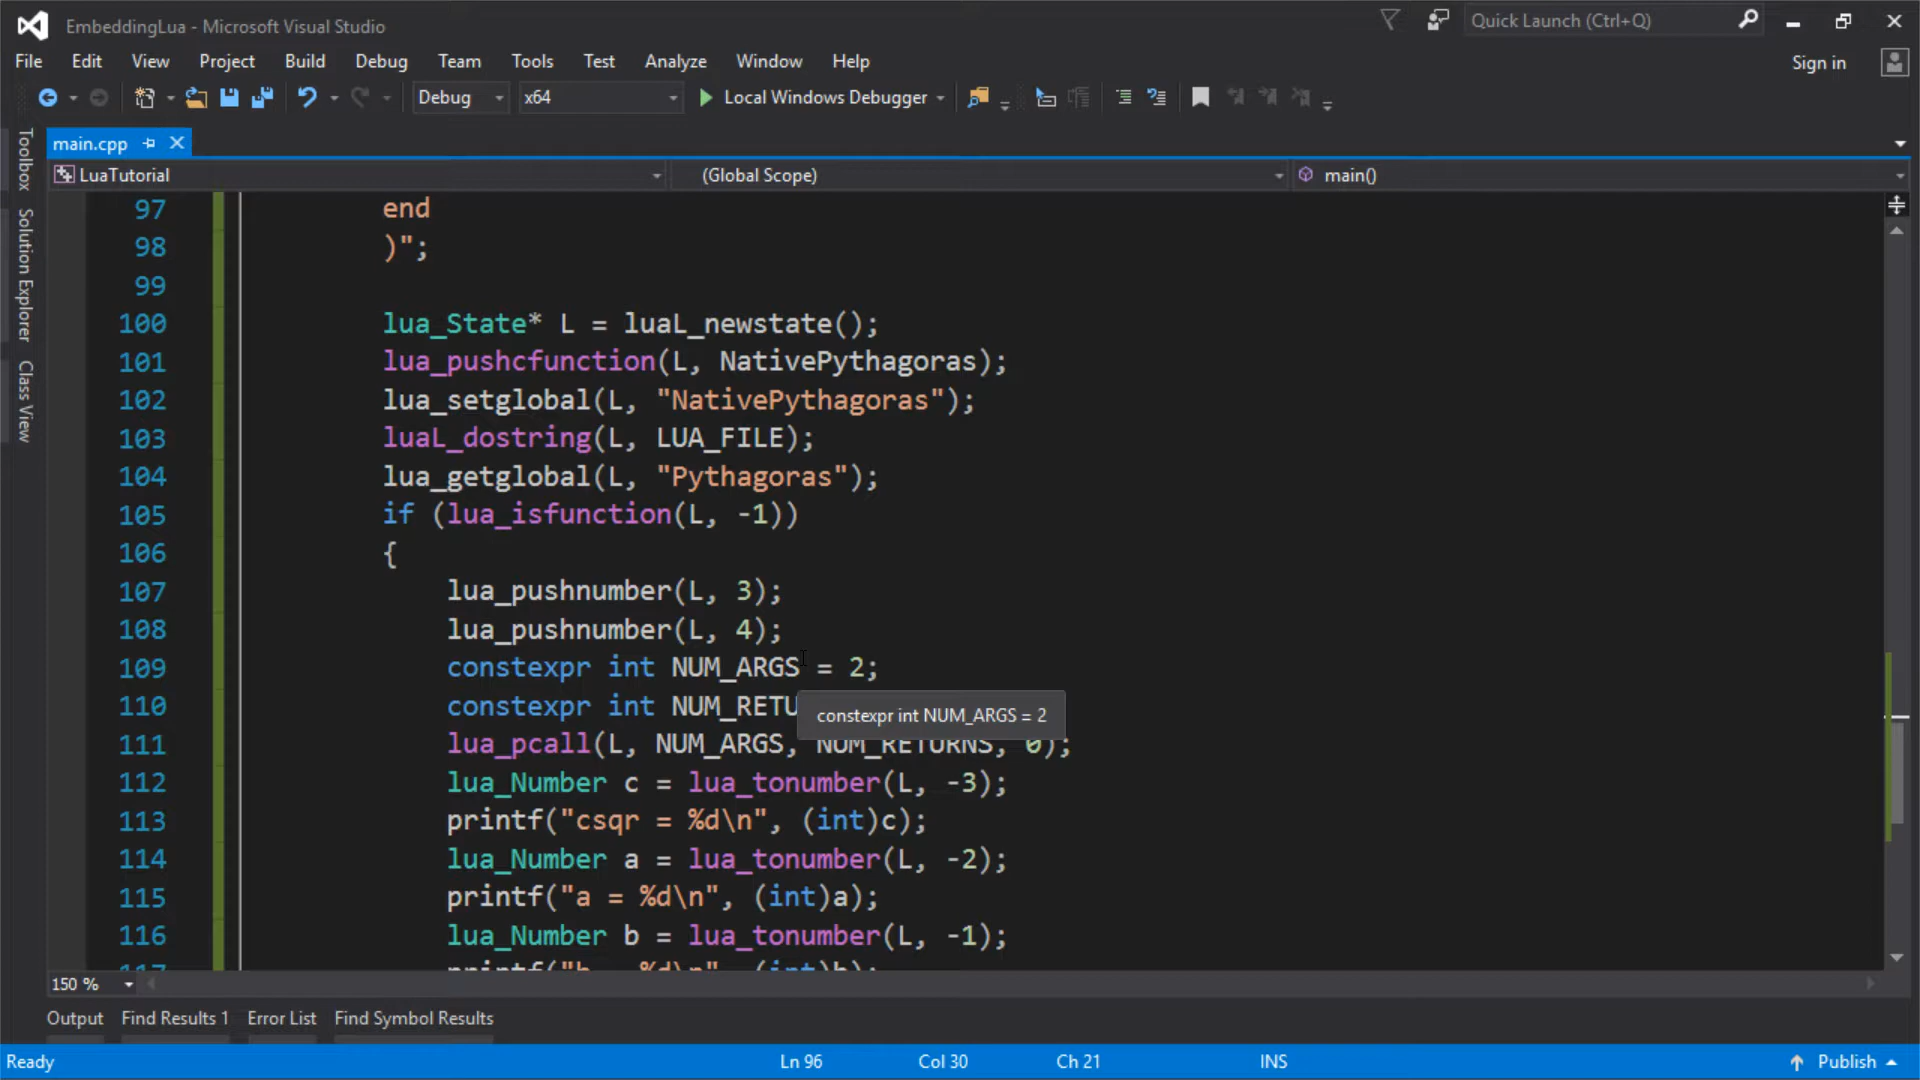 EmbeddingLua - Microsoft Visual Studio
Quick Launch (Ctrl+Q)
File Edit View Project Build Debug Team Tools Test Analyze Window Help
Sign in
Debug x64 Local Windows Debugger
Toolbox
Solution Explorer
Class View
main.cpp
LuaTutorial (Global Scope) main()
97 end
98 )";
99
100 lua_State* L = luaL_newstate();
101 lua_pushcfunction(L, NativePythagoras);
102 lua_setglobal(L, "NativePythagoras");
103 luaL_dostring(L, LUA_FILE);
104 lua_getglobal(L, "Pythagoras");
105 if (lua_isfunction(L, -1))
106 {
107 lua_pushnumber(L, 3);
108 lua_pushnumber(L, 4);
109 constexpr int NUM_ARGS = 2;
110 constexpr int NUM_RETU
constexpr int NUM_ARGS = 2
111 lua_pcall(L, NUM_ARGS, NUM_RETURNS, 0);
112 lua_Number c = lua_tonumber(L, -3);
113 printf("csqr = %d\n", (int)c);
114 lua_Number a = lua_tonumber(L, -2);
115 printf("a = %d\n", (int)a);
116 lua_Number b = lua_tonumber(L, -1);
117 printf("b = %d\n", (int)b);
150 %
Output Find Results 1 Error List Find Symbol Results
Ready Ln 96 Col 30 Ch 21 INS Publish